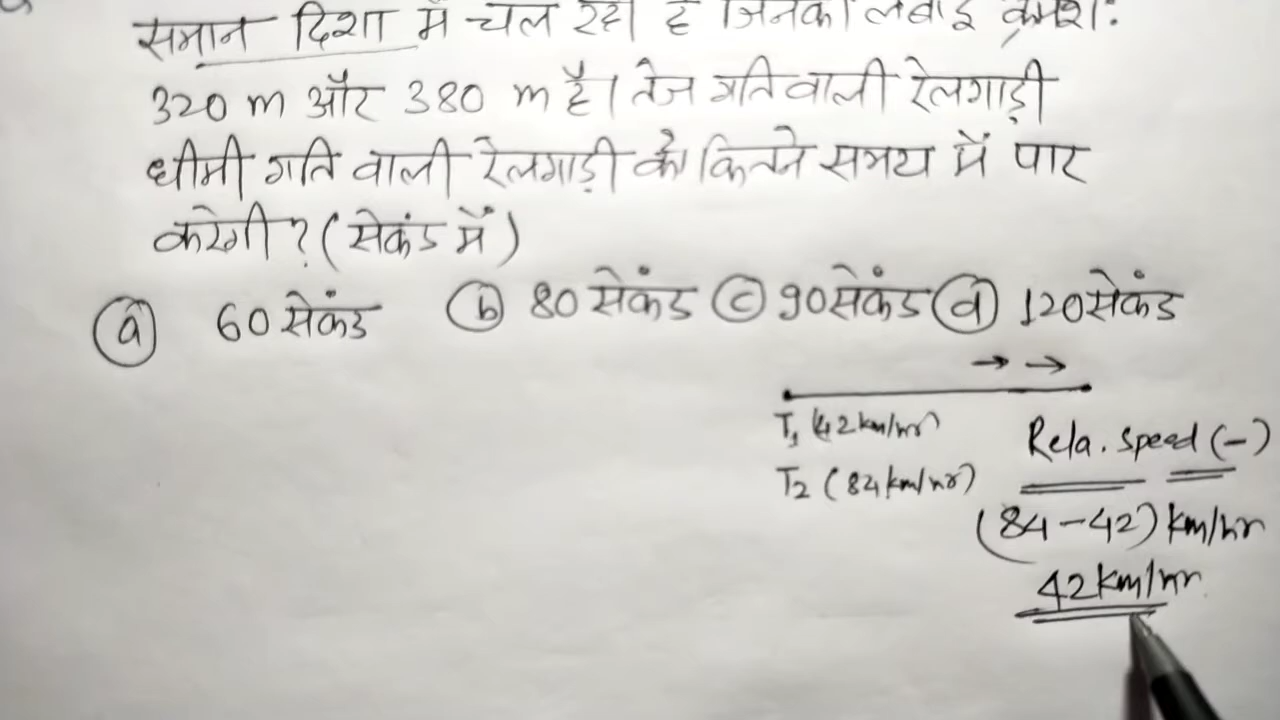 समान दिशा में चल रही है जिनकी लंबाई क्रमशः
320 m और 380 m है। तेज गति वाली रेलगाड़ी
धीमी गति वाली रेलगाड़ी को कितने समय में पार
करेगी? (सेकंड में)
(a) 60 सेकंड (b) 80 सेकंड (c) 90 सेकंड (d) 120 सेकंड
→ →
T₁ (42 km/hr)
Rela. speed (-)
T2 (84 km/hr)
(84-42) km/hr
42 km/hr